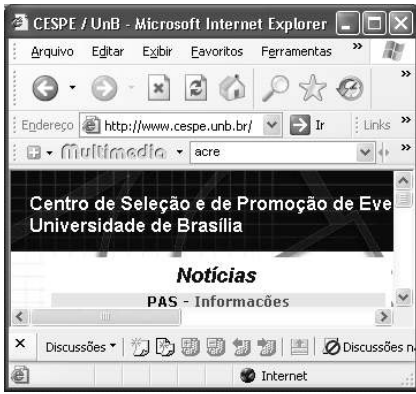 CESPE / UnB - Microsoft Internet Explorer
Arquivo Editar Exibir Favoritos Ferramentas »
»
Endereço http://www.cespe.unb.br/ Ir Links »
Multimedia acre »
Centro de Seleção e de Promoção de Eve
Universidade de Brasília
Notícias
PAS - Informacões
× Discussões Discussões n
Internet